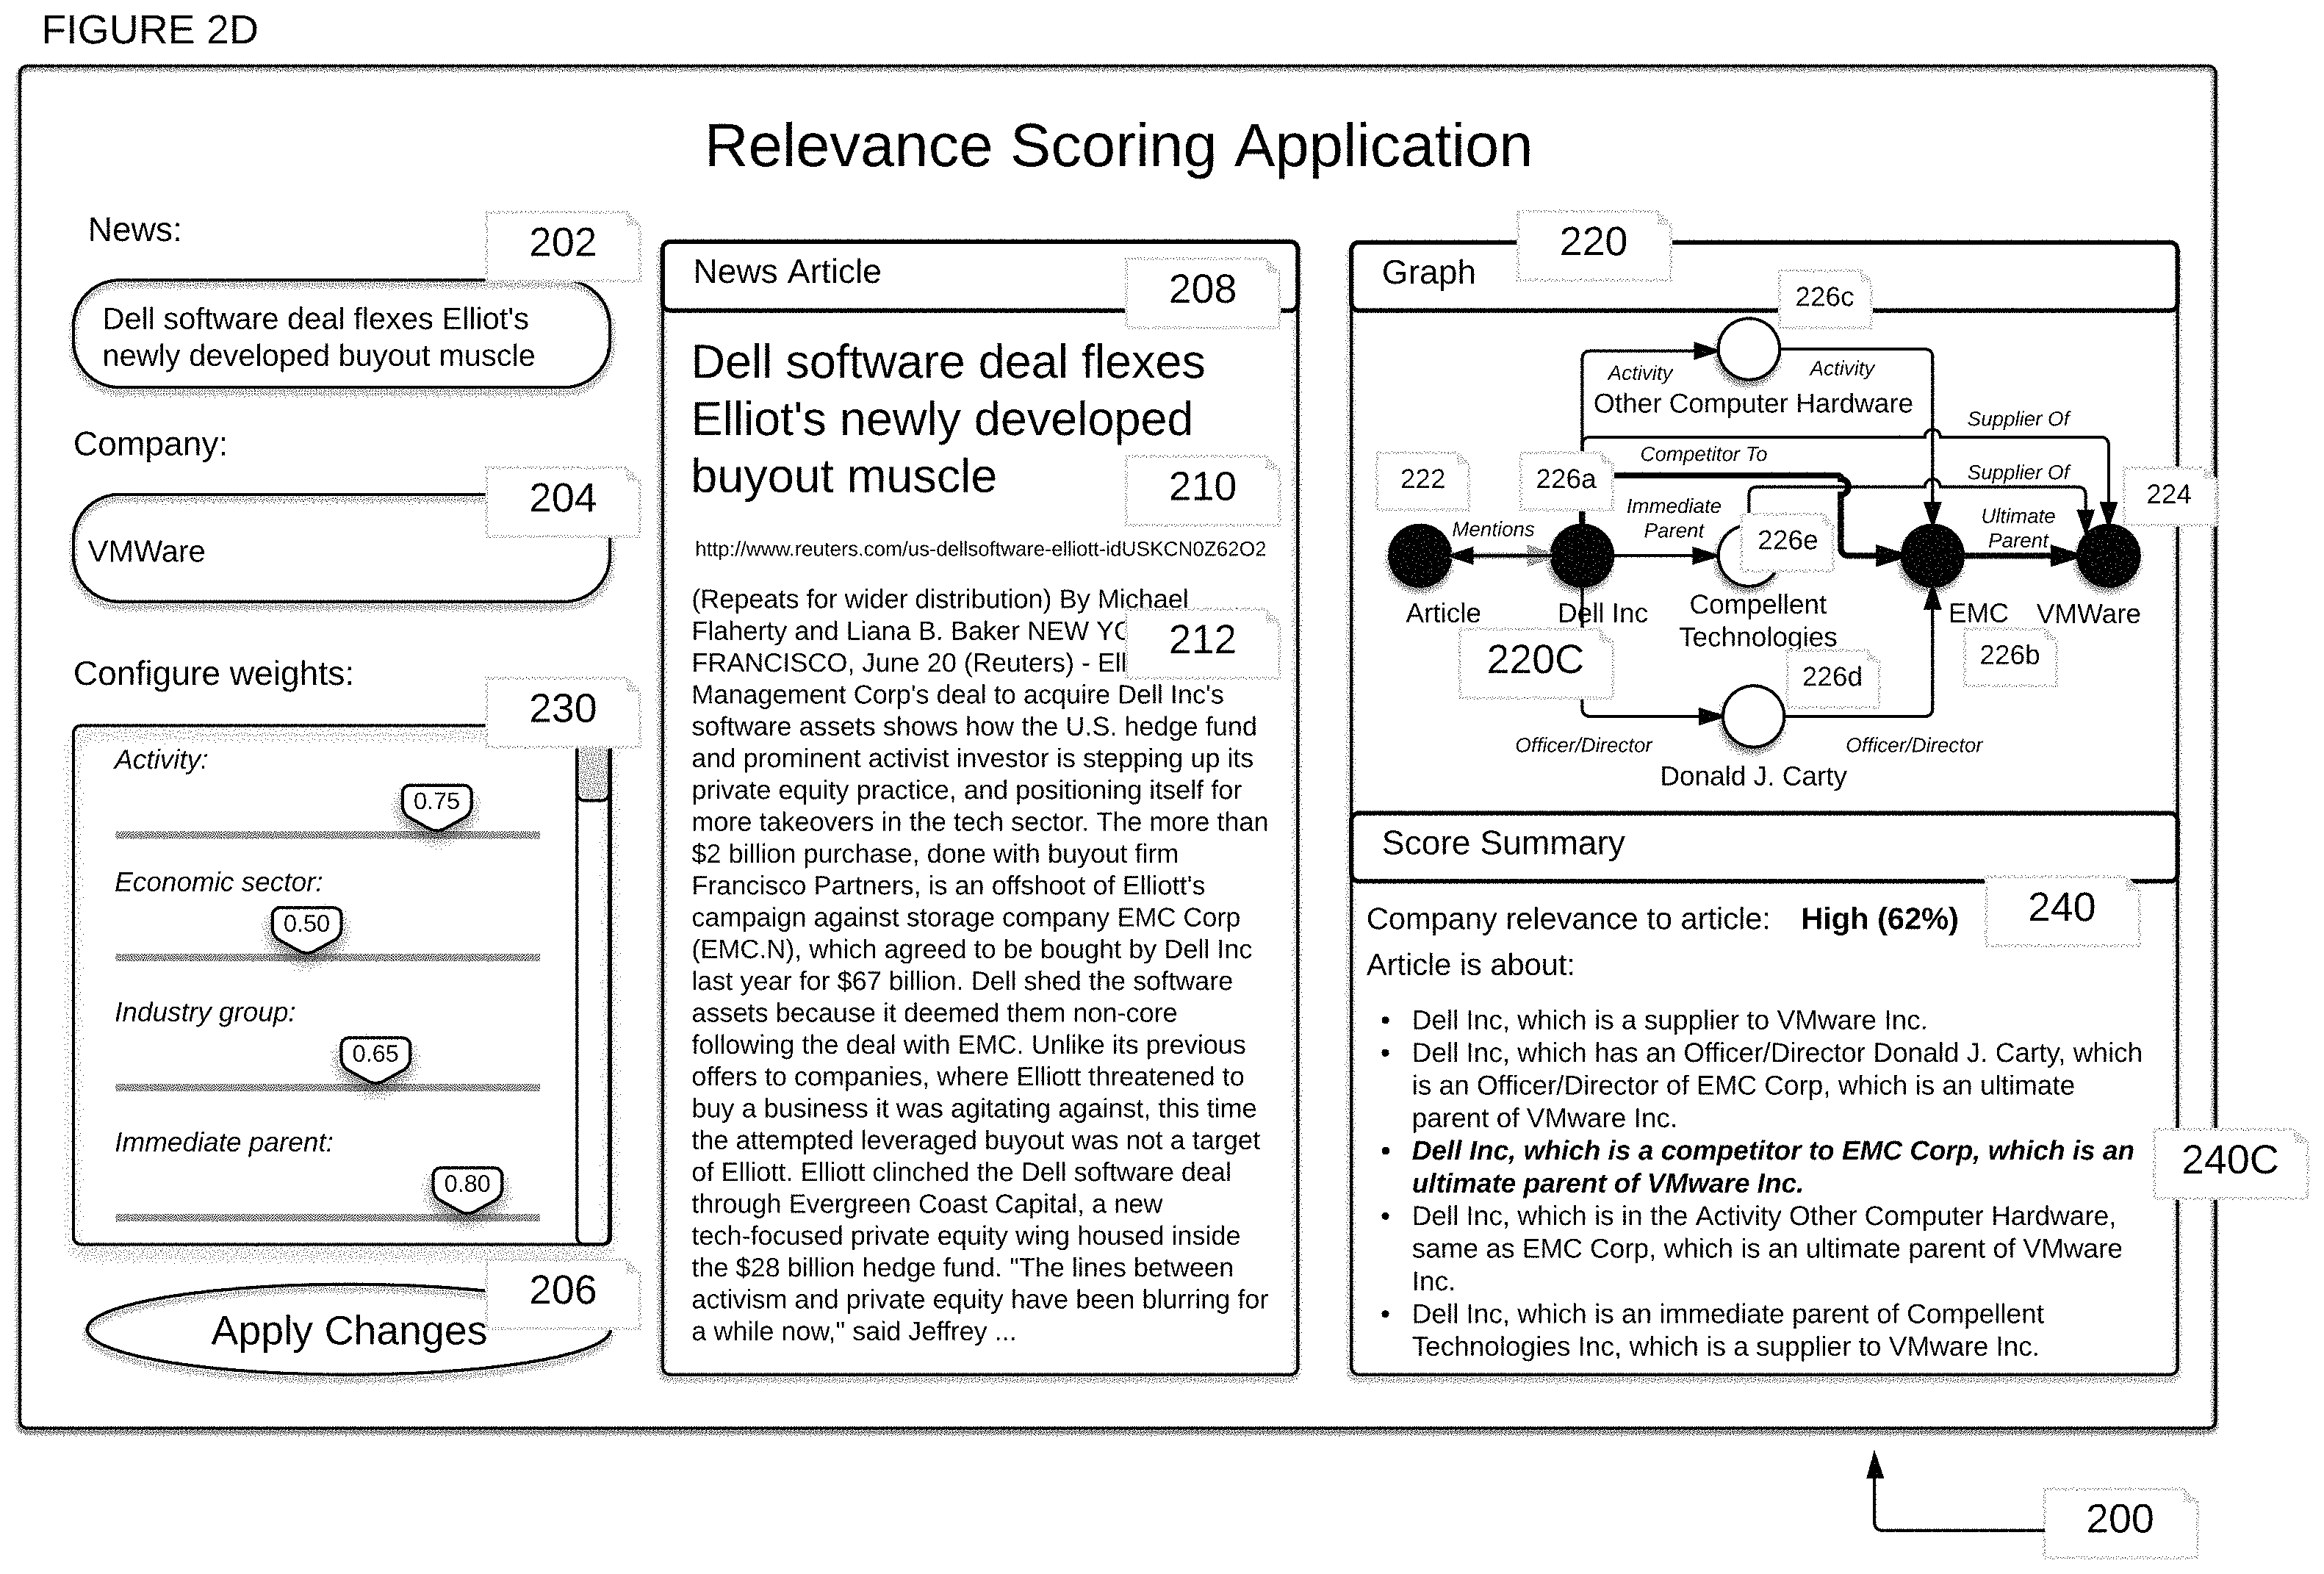 FIGURE 2D
Relevance Scoring Application
News:
202
Dell software deal flexes Elliot's
newly developed buyout muscle
Company:
204
VMWare
Configure weights:
230
Activity:
0.75
Economic sector:
0.50
Industry group:
0.65
Immediate parent:
0.80
206
Apply Changes
News Article
208
Dell software deal flexes
Elliot's newly developed
buyout muscle
210
http://www.reuters.com/us-dellsoftware-elliott-idUSKCN0Z62O2
(Repeats for wider distribution) By Michael
Flaherty and Liana B. Baker NEW YO
212
FRANCISCO, June 20 (Reuters) - Ell
Management Corp's deal to acquire Dell Inc's
software assets shows how the U.S. hedge fund
and prominent activist investor is stepping up its
private equity practice, and positioning itself for
more takeovers in the tech sector. The more than
$2 billion purchase, done with buyout firm
Francisco Partners, is an offshoot of Elliott's
campaign against storage company EMC Corp
(EMC.N), which agreed to be bought by Dell Inc
last year for $67 billion. Dell shed the software
assets because it deemed them non-core
following the deal with EMC. Unlike its previous
offers to companies, where Elliott threatened to
buy a business it was agitating against, this time
the attempted leveraged buyout was not a target
of Elliott. Elliott clinched the Dell software deal
through Evergreen Coast Capital, a new
tech-focused private equity wing housed inside
the $28 billion hedge fund. "The lines between
activism and private equity have been blurring for
a while now," said Jeffrey ...
Graph
220
226c
Activity
Activity
Other Computer Hardware
Supplier Of
Competitor To
222
226a
Supplier Of
224
Immediate
Parent
Mentions
226e
Ultimate
Parent
Article
Dell Inc
Compellent
Technologies
EMC
VMWare
220C
226d
226b
Officer/Director
Officer/Director
Donald J. Carty
Score Summary
240
Company relevance to article: High (62%)
Article is about:
• Dell Inc, which is a supplier to VMware Inc.
• Dell Inc, which has an Officer/Director Donald J. Carty, which
is an Officer/Director of EMC Corp, which is an ultimate
parent of VMware Inc.
• Dell Inc, which is a competitor to EMC Corp, which is an
ultimate parent of VMware Inc.
240C
• Dell Inc, which is in the Activity Other Computer Hardware,
same as EMC Corp, which is an ultimate parent of VMware
Inc.
• Dell Inc, which is an immediate parent of Compellent
Technologies Inc, which is a supplier to VMware Inc.
200